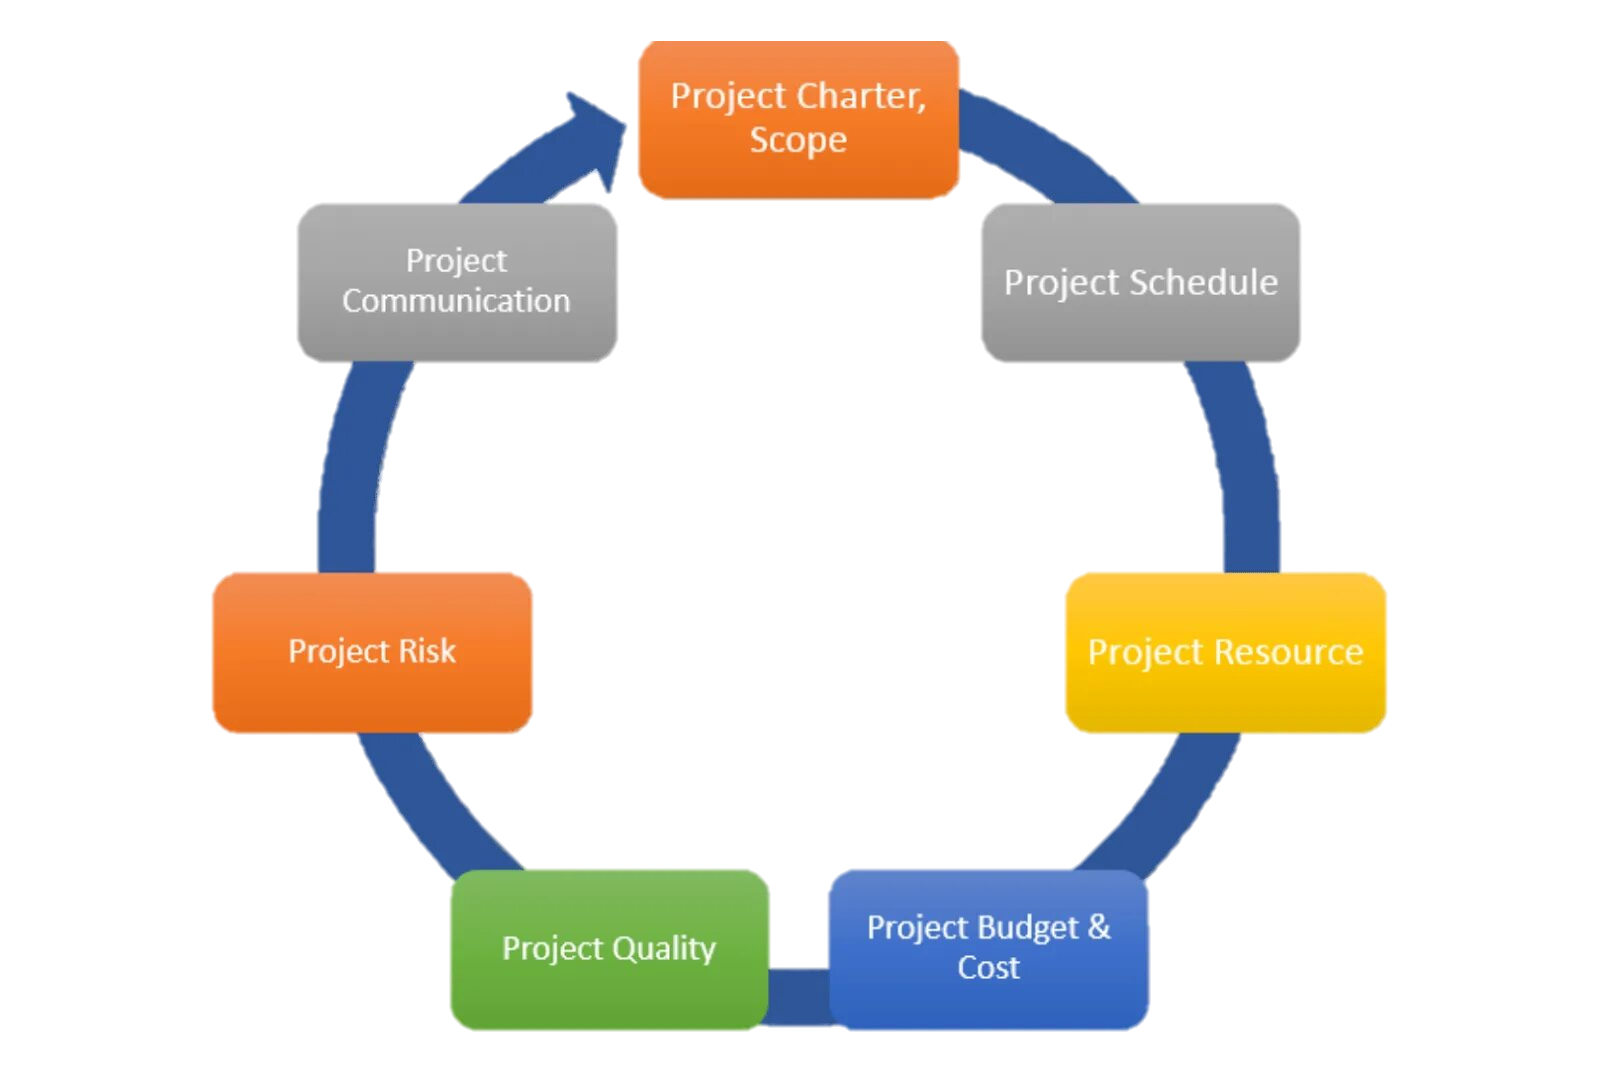 Project Charter,
Scope
Project Schedule
Project Resource
Project Budget &
Cost
Project Quality
Project Risk
Project
Communication